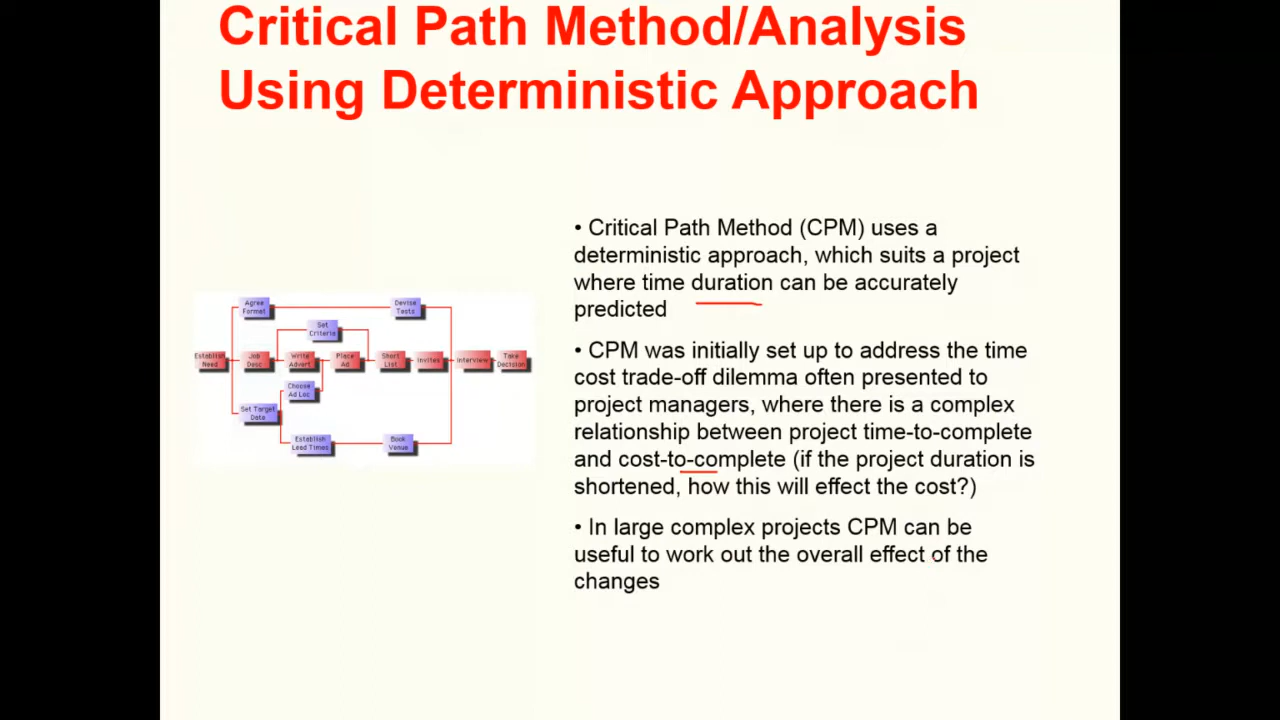 Critical Path Method/Analysis
Using Deterministic Approach
• Critical Path Method (CPM) uses a
deterministic approach, which suits a project
where time duration can be accurately
predicted
• CPM was initially set up to address the time
cost trade-off dilemma often presented to
project managers, where there is a complex
relationship between project time-to-complete
and cost-to-complete (if the project duration is
shortened, how this will effect the cost?)
• In large complex projects CPM can be
useful to work out the overall effect of the
changes
Agree
Format
Devise
Tests
Set
Criteria
Establish
Need
Job
Desc
Write
Advert
Place
Ad
Short
List
Invites
Interview
Take
Decision
Choose
Ad Loc
Set Target
Date
Establish
Lead Times
Book
Venue